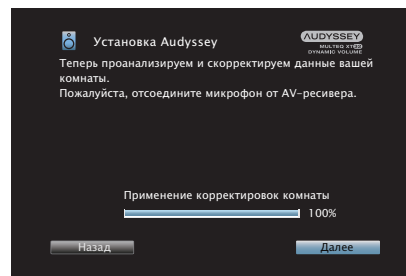 Установка Audyssey
AUDYSSEY
MULTEQ XT32
DYNAMIC VOLUME
Теперь проанализируем и скорректируем данные вашей
комнаты.
Пожалуйста, отсоедините микрофон от AV-ресивера.
Применение корректировок комнаты
100%
Назад
Далее